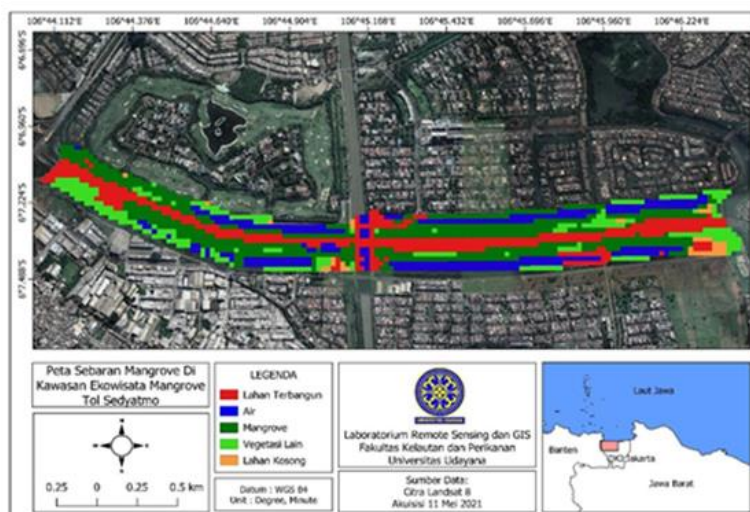 106°44.112'E 106°44.376'E 106°44.640'E 106°44.904'E 106°45.168'E 106°45.432'E 106°45.696'E 106°45.960'E 106°46.224'E
6°6.696'S
6°6.960'S
6°7.224'S
6°7.488'S
Peta Sebaran Mangrove Di
Kawasan Ekowisata Mangrove
Tol Sedyatmo
0.25 0 0.25 0.5 km
LEGENDA
Lahan Terbangun
Air
Mangrove
Vegetasi Lain
Lahan Kosong
Datum : WGS 84
Unit : Degree, Minute
Laboratorium Remote Sensing dan GIS
Fakultas Kelautan dan Perikanan
Universitas Udayana
Sumber Data:
Citra Landsat 8
Akuisisi 11 Mei 2021
Laut Jawa
Banten
DKI Jakarta
Jawa Barat